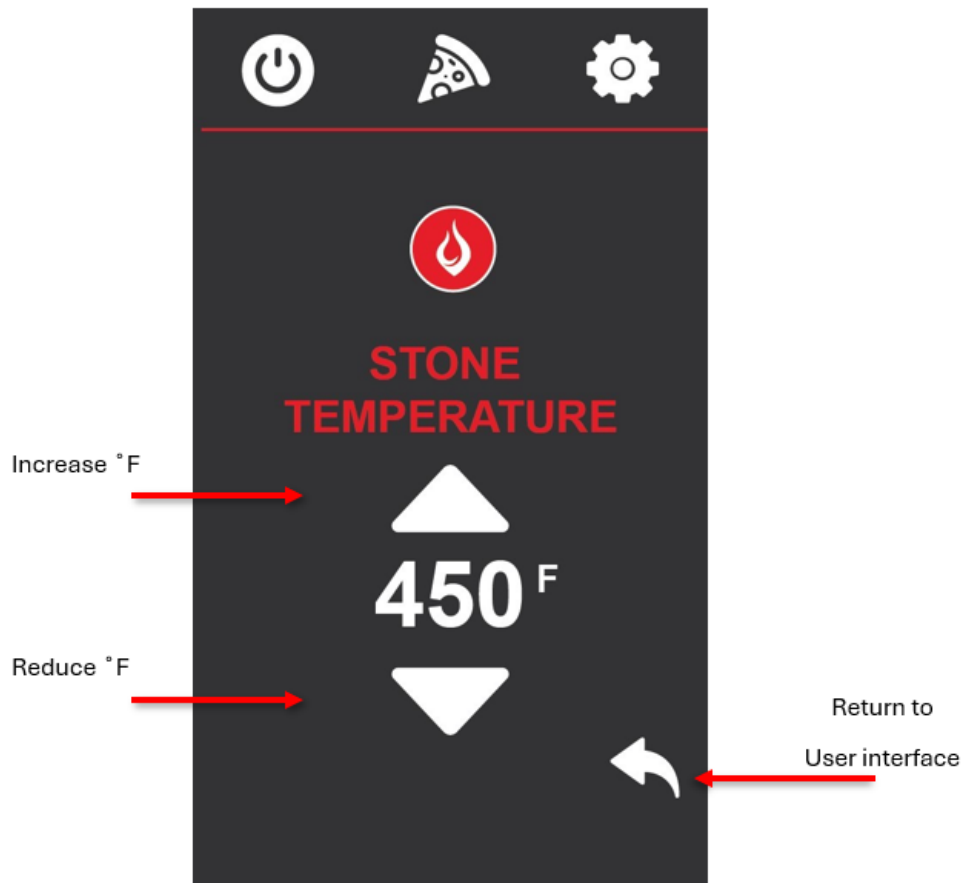 STONE
TEMPERATURE
Increase ˚F
450 F
Reduce ˚F
Return to
User interface